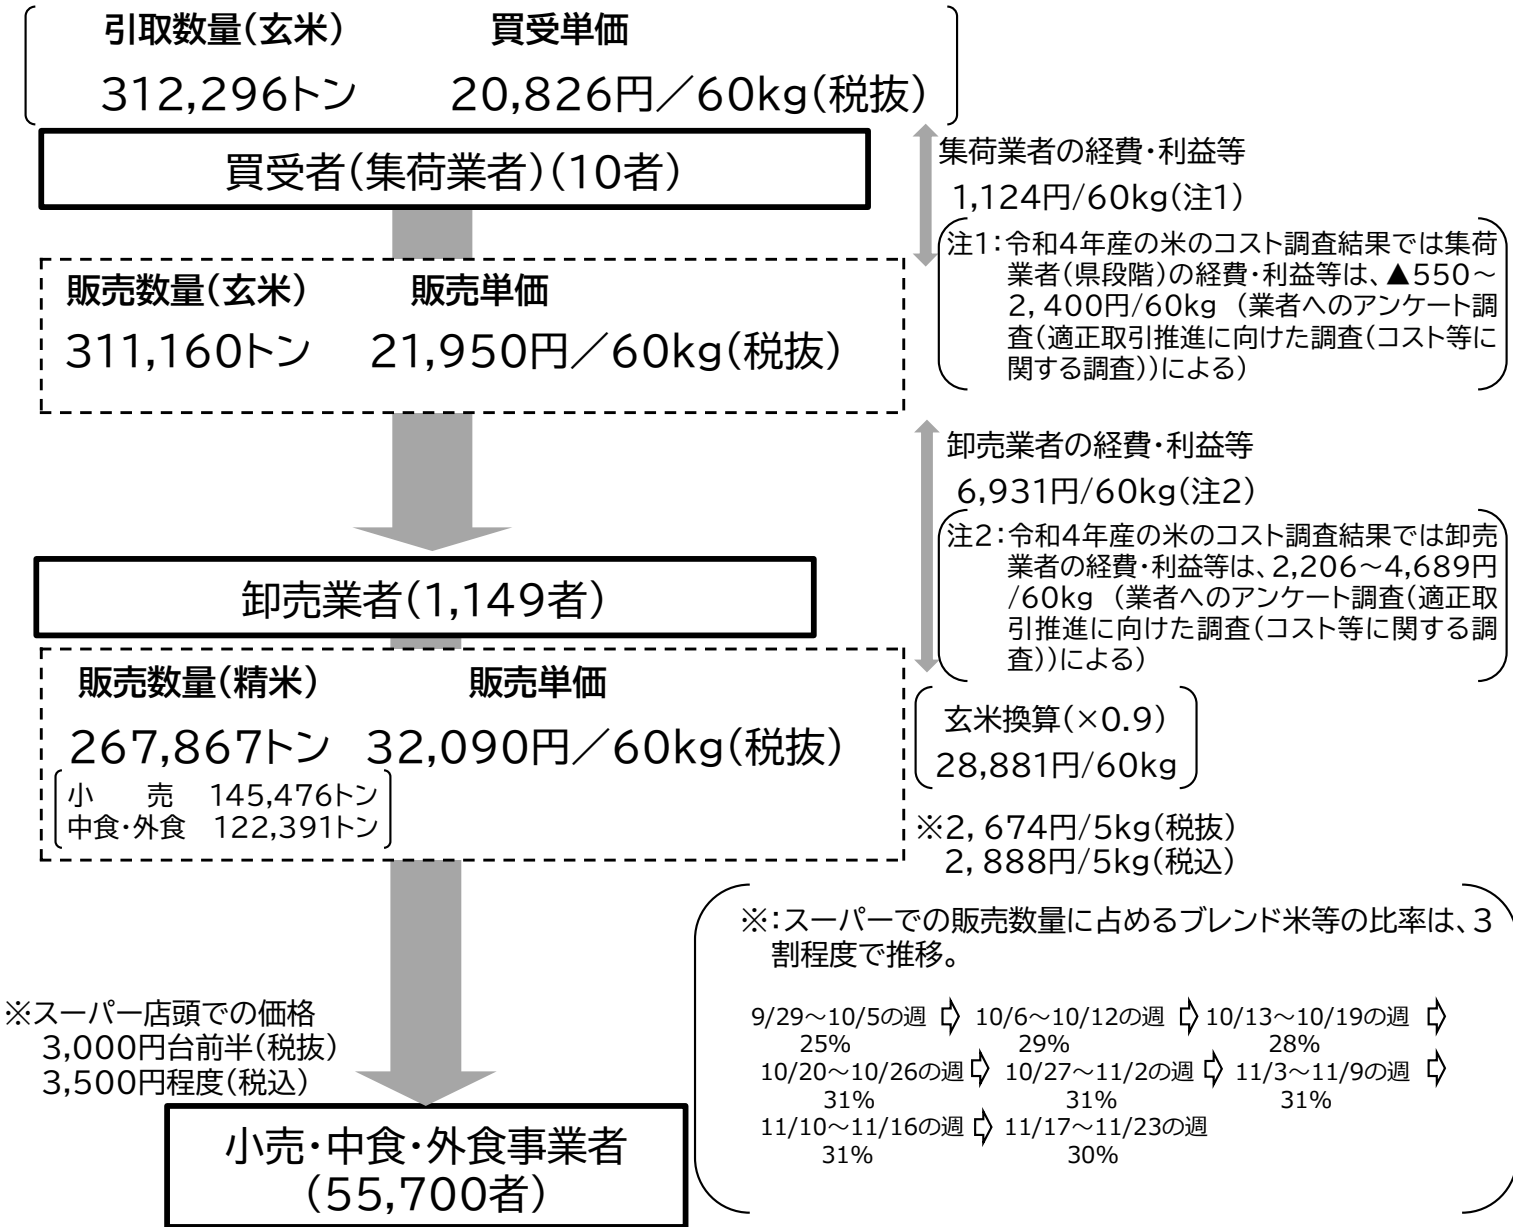 引取数量(玄米) 買受単価
312,296トン 20,826円／60kg(税抜)
買受者(集荷業者)(10者)
集荷業者の経費・利益等
1,124円/60kg(注1)
注1：令和4年産の米のコスト調査結果では集荷
業者(県段階)の経費・利益等は、▲550～
2,400円/60kg (業者へのアンケート調
査(適正取引推進に向けた調査(コスト等に
関する調査))による)
販売数量(玄米) 販売単価
311,160トン 21,950円／60kg(税抜)
卸売業者の経費・利益等
6,931円/60kg(注2)
注2：令和4年産の米のコスト調査結果では卸売
業者の経費・利益等は、2,206～4,689円
/60kg (業者へのアンケート調査(適正取
引推進に向けた調査(コスト等に関する調
査))による)
卸売業者(1,149者)
販売数量(精米) 販売単価
267,867トン 32,090円／60kg(税抜)
小 売 145,476トン
中食・外食 122,391トン
玄米換算(×0.9)
28,881円/60kg
※2,674円/5kg(税抜)
2,888円/5kg(税込)
※：スーパーでの販売数量に占めるブレンド米等の比率は、3
割程度で推移。
9/29～10/5の週 ⇨ 10/6～10/12の週 ⇨ 10/13～10/19の週 ⇨
25% 29% 28%
10/20～10/26の週 ⇨ 10/27～11/2の週 ⇨ 11/3～11/9の週 ⇨
31% 31% 31%
11/10～11/16の週 ⇨ 11/17～11/23の週
31% 30%
※スーパー店頭での価格
3,000円台前半(税抜)
3,500円程度(税込)
小売・中食・外食事業者
(55,700者)